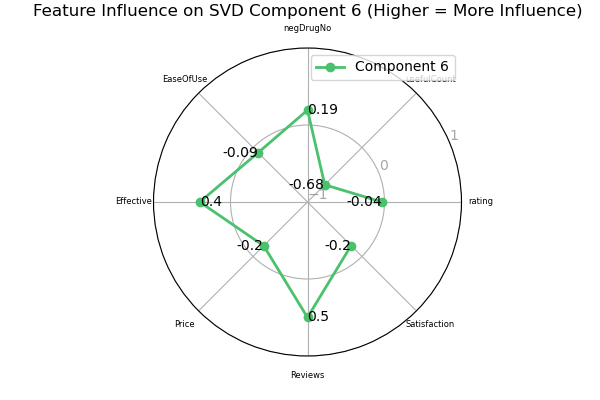 Feature Influence on SVD Component 6 (Higher = More Influence)
negDrugNo
Component 6
EaseOfUse
usefulCount
1
0.19
-0.09
0
-0.68
−1
Effective
0.4
-0.04
rating
-0.2
-0.2
0.5
Price
Satisfaction
Reviews